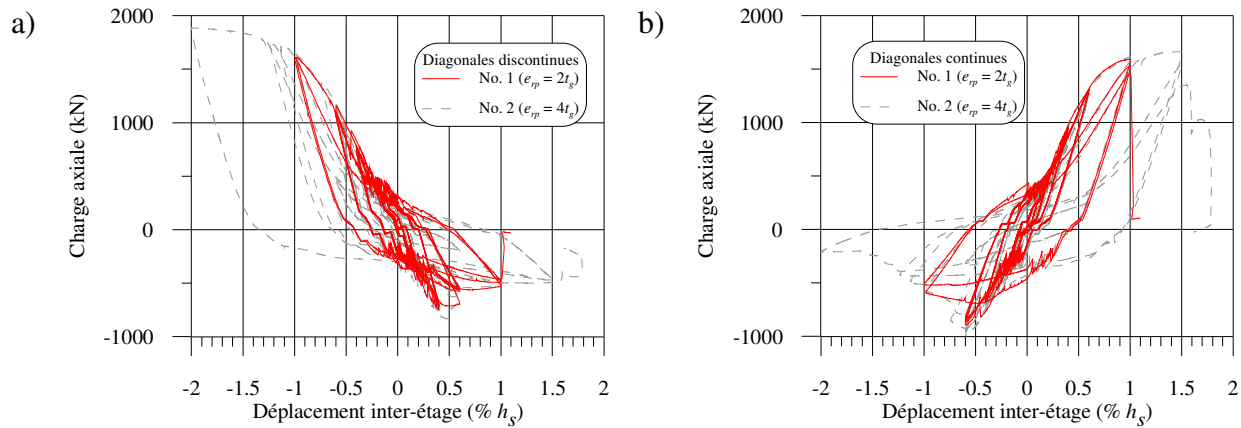 a)
2000
1000
0
-1000
Charge axiale (kN)
Diagonales discontinues
No. 1 (e_rp = 2t_g)
No. 2 (e_rp = 4t_g)
-2 -1.5 -1 -0.5 0 0.5 1 1.5 2
Déplacement inter-étage (% h_s)
b)
2000
1000
0
-1000
Charge axiale (kN)
Diagonales continues
No. 1 (e_rp = 2t_g)
No. 2 (e_rp = 4t_g)
-2 -1.5 -1 -0.5 0 0.5 1 1.5 2
Déplacement inter-étage (% h_s)